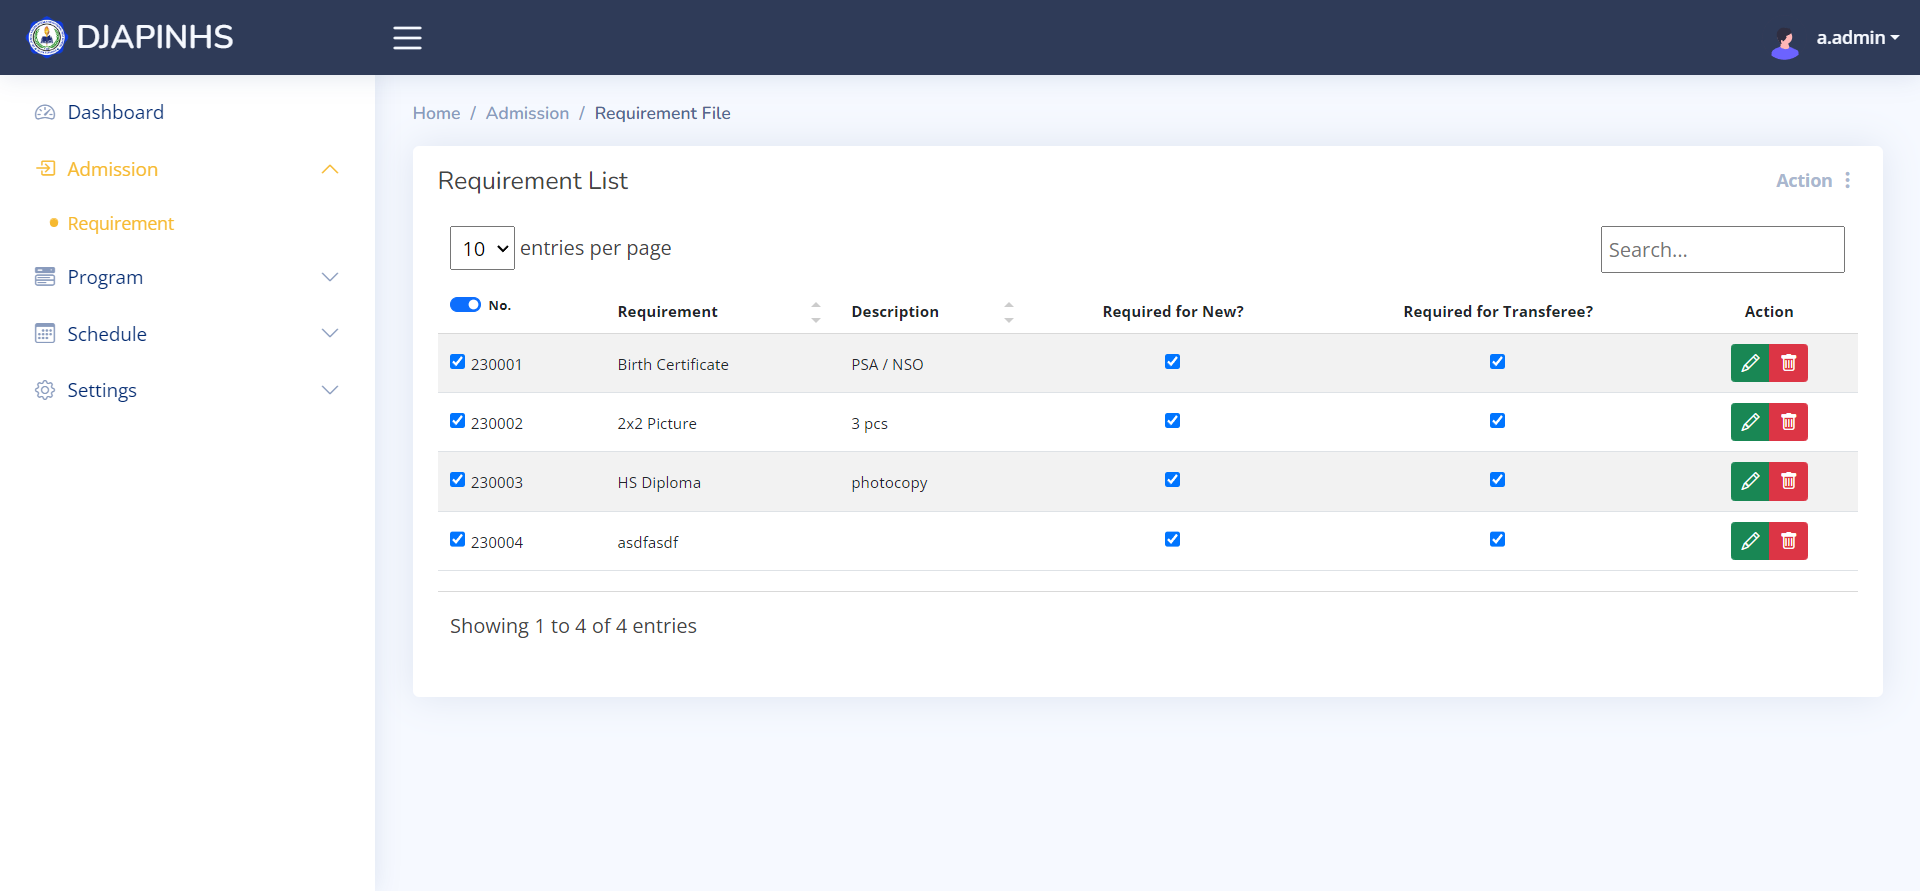 DJAPINHS
a.admin
Dashboard
Admission
Requirement
Program
Schedule
Settings
Home / Admission / Requirement File
Requirement List
Action
10 entries per page
Search...
No. Requirement Description Required for New? Required for Transferee? Action
230001 Birth Certificate PSA / NSO
230002 2x2 Picture 3 pcs
230003 HS Diploma photocopy
230004 asdfasdf
Showing 1 to 4 of 4 entries